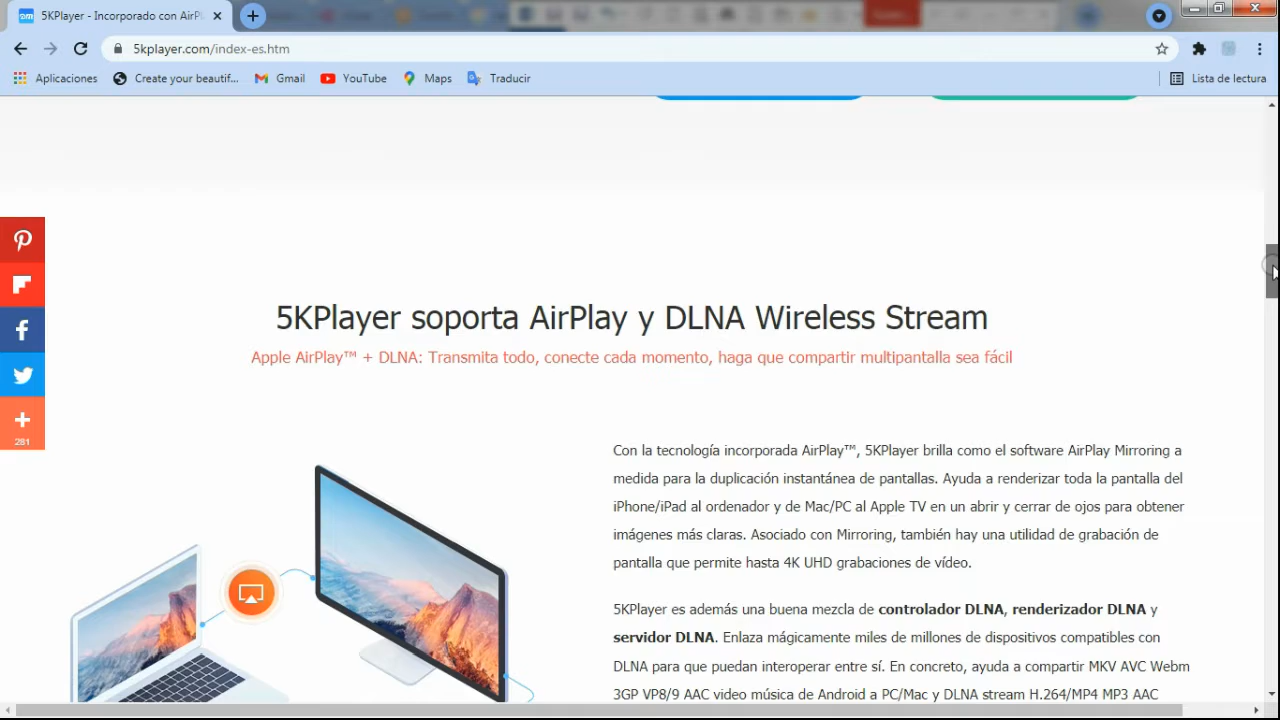 5KPlayer - Incorporado con AirPl
5kplayer.com/index-es.htm
Aplicaciones
Create your beautif...
Gmail
YouTube
Maps
Traducir
Lista de lectura
5KPlayer soporta AirPlay y DLNA Wireless Stream
Apple AirPlay™ + DLNA: Transmita todo, conecte cada momento, haga que compartir multipantalla sea fácil
281
Con la tecnología incorporada AirPlay™, 5KPlayer brilla como el software AirPlay Mirroring a
medida para la duplicación instantánea de pantallas. Ayuda a renderizar toda la pantalla del
iPhone/iPad al ordenador y de Mac/PC al Apple TV en un abrir y cerrar de ojos para obtener
imágenes más claras. Asociado con Mirroring, también hay una utilidad de grabación de
pantalla que permite hasta 4K UHD grabaciones de vídeo.
5KPlayer es además una buena mezcla de controlador DLNA, renderizador DLNA y
servidor DLNA. Enlaza mágicamente miles de millones de dispositivos compatibles con
DLNA para que puedan interoperar entre sí. En concreto, ayuda a compartir MKV AVC Webm
3GP VP8/9 AAC video música de Android a PC/Mac y DLNA stream H.264/MP4 MP3 AAC